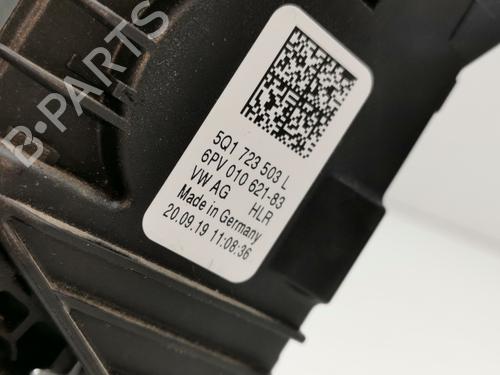 B-PARTS
5Q1 723 503 L
6PV 010 621-83
VW AG HLR
Made in Germany
20.09.19 11:08:36